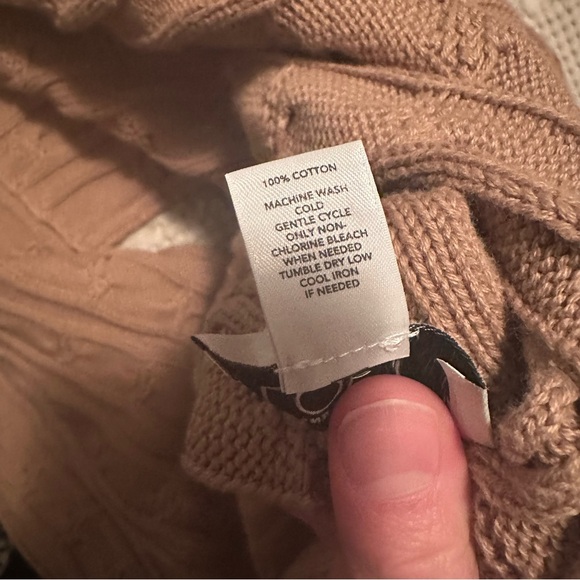 100% COTTON
MACHINE WASH
COLD
GENTLE CYCLE
ONLY NON-
CHLORINE BLEACH
WHEN NEEDED
TUMBLE DRY LOW
COOL IRON
IF NEEDED